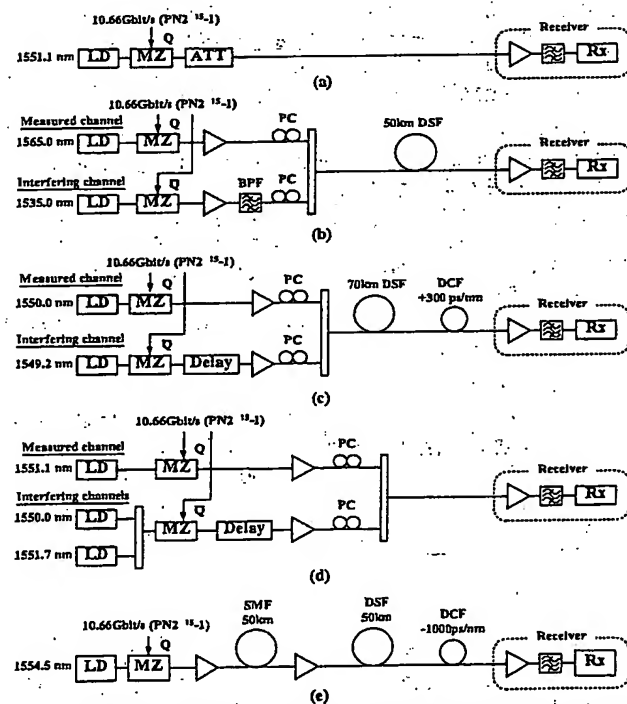 10.66Gbit/s (PN2 15-1)
Receiver
Q
1551.1 nm LD MZ ATT Rx
(a)
10.66Gbit/s (PN2 15-1)
Measured channel
PC
50km DSF
Receiver
1565.0 nm LD MZ Q Rx
Interfering channel
Q BPF PC
1535.0 nm LD MZ
(b)
10.66Gbit/s (PN2 15-1)
Measured channel
PC
70km DSF
DCF
+300 ps/nm
Receiver
1550.0 nm LD MZ Q Rx
Interfering channel
Q PC
1549.2 nm LD MZ Delay
(c)
10.66Gbit/s (PN2 15-1)
Measured channel
PC
Receiver
1551.1 nm LD MZ Q Rx
Interfering channels
PC
1550.0 nm LD
Q
MZ Delay
1551.7 nm LD
(d)
SMF
50km
DSF
50km
DCF
-1000ps/nm
10.66Gbit/s (PN2 15-1)
Receiver
Q
1554.5 nm LD MZ Rx
(e)